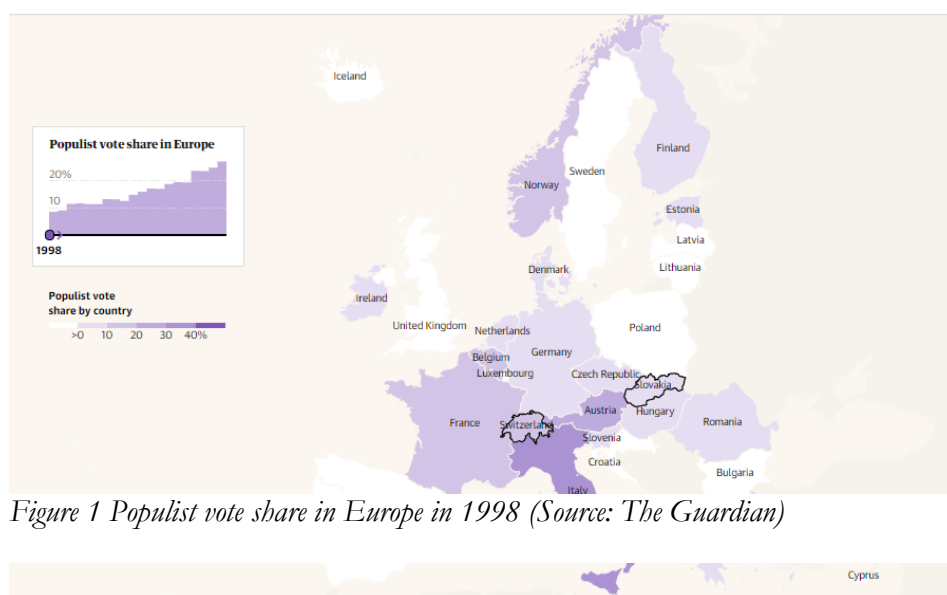 Iceland
Populist vote share in Europe
20%
10
1998
Populist vote
share by country
>0 10 20 30 40%
Finland
Sweden
Norway
Estonia
Latvia
Lithuania
Denmark
Ireland
United Kingdom
Netherlands
Poland
Germany
Belgium
Luxembourg
Czech Republic
Slovakia
Austria
Hungary
France
Switzerland
Romania
Slovenia
Croatia
Bulgaria
Italy
Figure 1 Populist vote share in Europe in 1998 (Source: The Guardian)
Cyprus